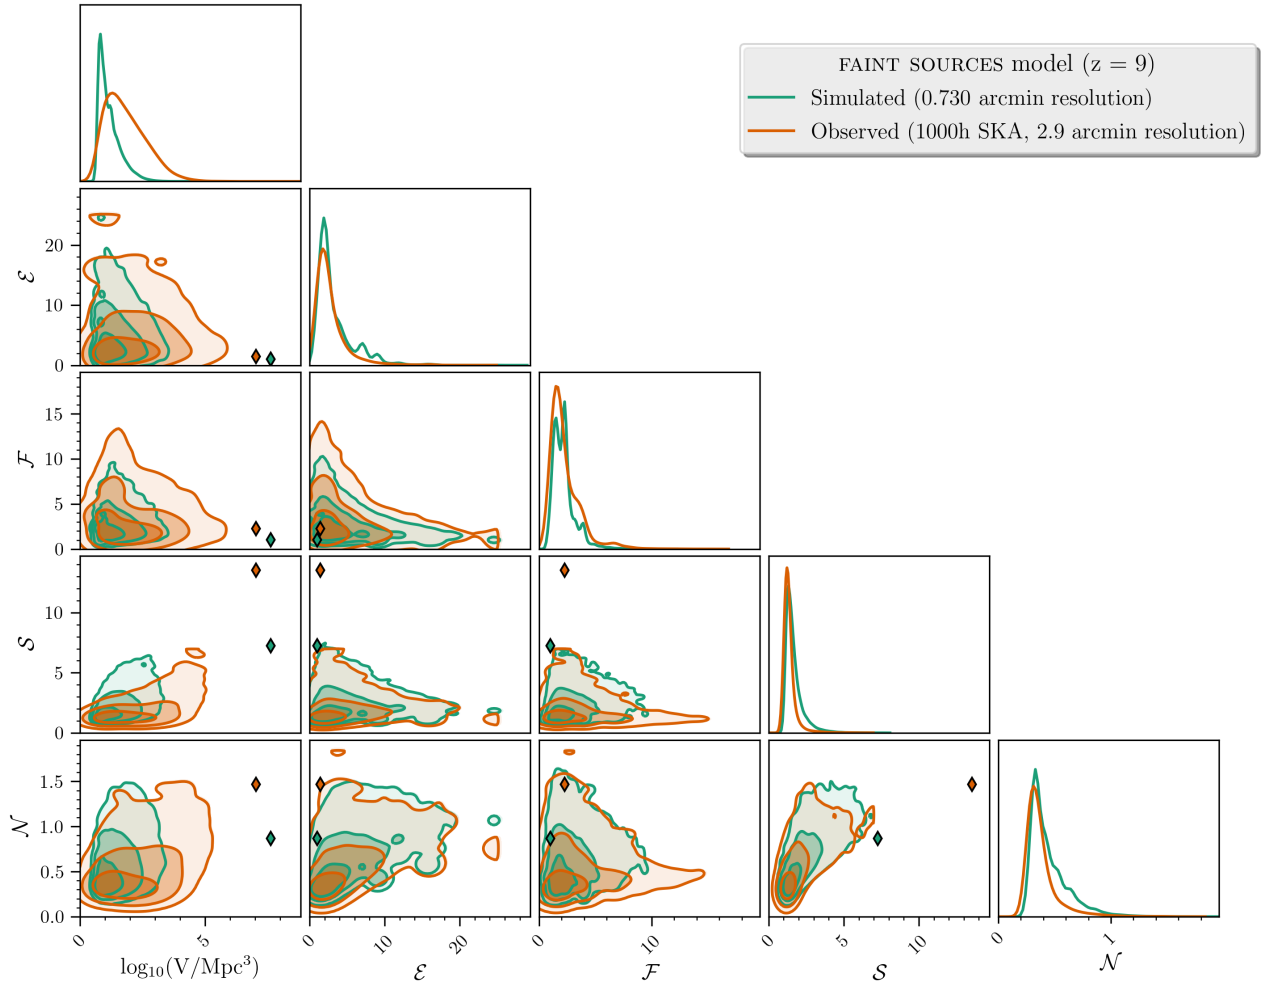 FAINT SOURCES model (z = 9)
Simulated (0.730 arcmin resolution)
Observed (1000h SKA, 2.9 arcmin resolution)
20
10
0
ℰ
15
10
5
0
ℱ
10
5
0
𝒮
1.5
1.0
0.5
0.0
𝒩
0 5
0 10 20
0 10
0 5 10
0 1
log₁₀(V/Mpc³)
ℰ
ℱ
𝒮
𝒩